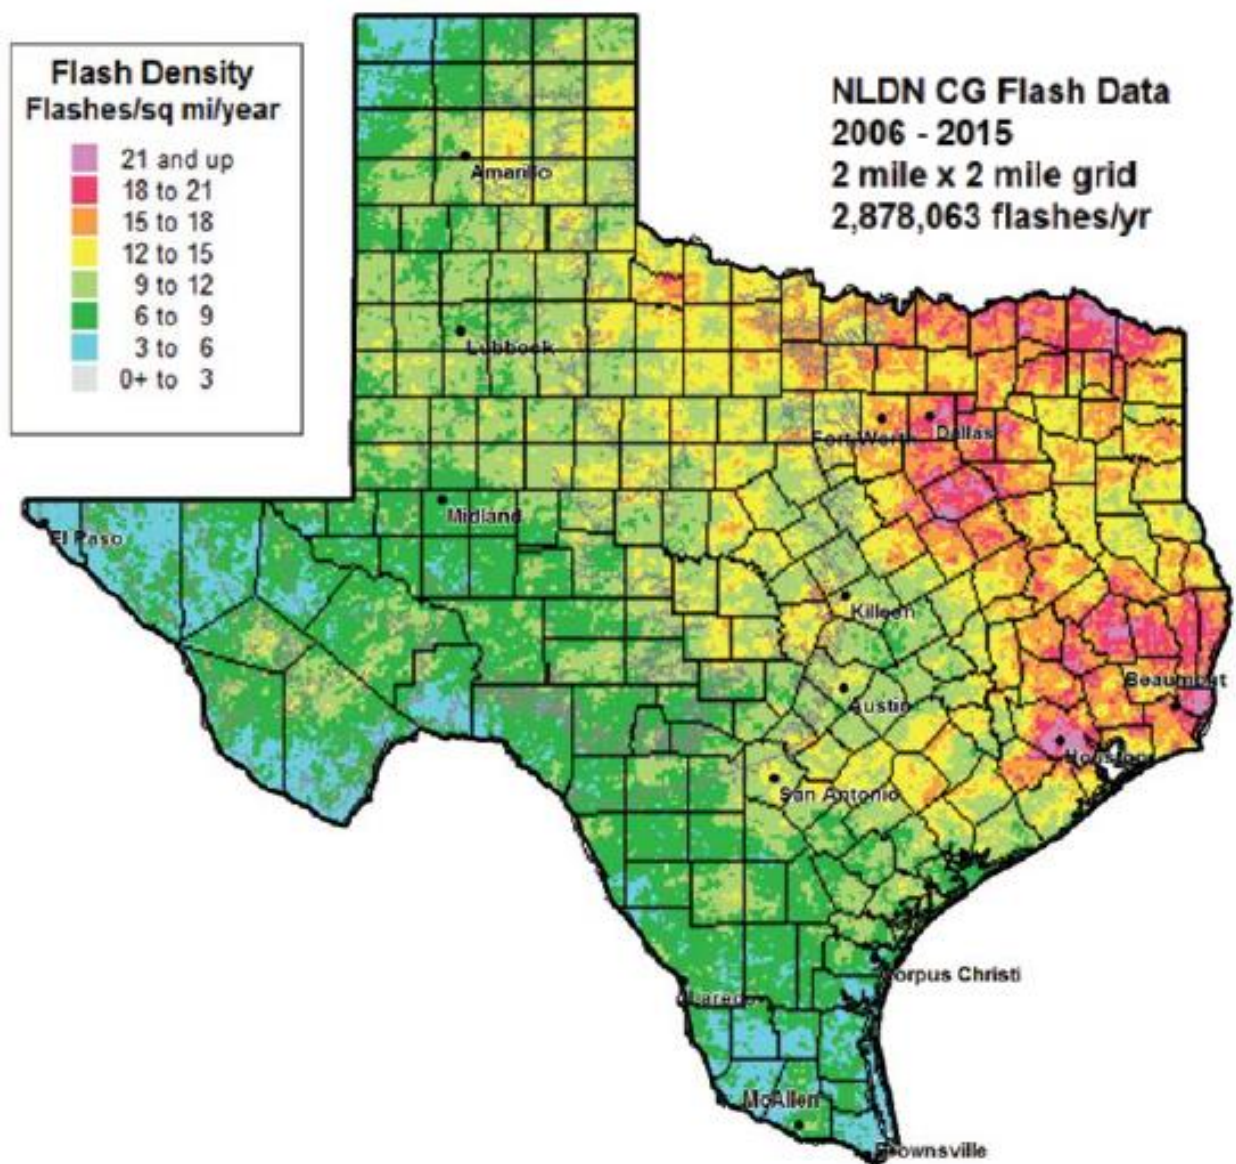 Flash Density
Flashes/sq mi/year
21 and up
18 to 21
15 to 18
12 to 15
9 to 12
6 to 9
3 to 6
0+ to 3
NLDN CG Flash Data
2006 - 2015
2 mile x 2 mile grid
2,878,063 flashes/yr
Amarillo
Lubbock
Fort Worth
Dallas
Midland
El Paso
Killeen
Beaumont
Austin
Houston
San Antonio
Corpus Christi
Laredo
McAllen
Brownsville